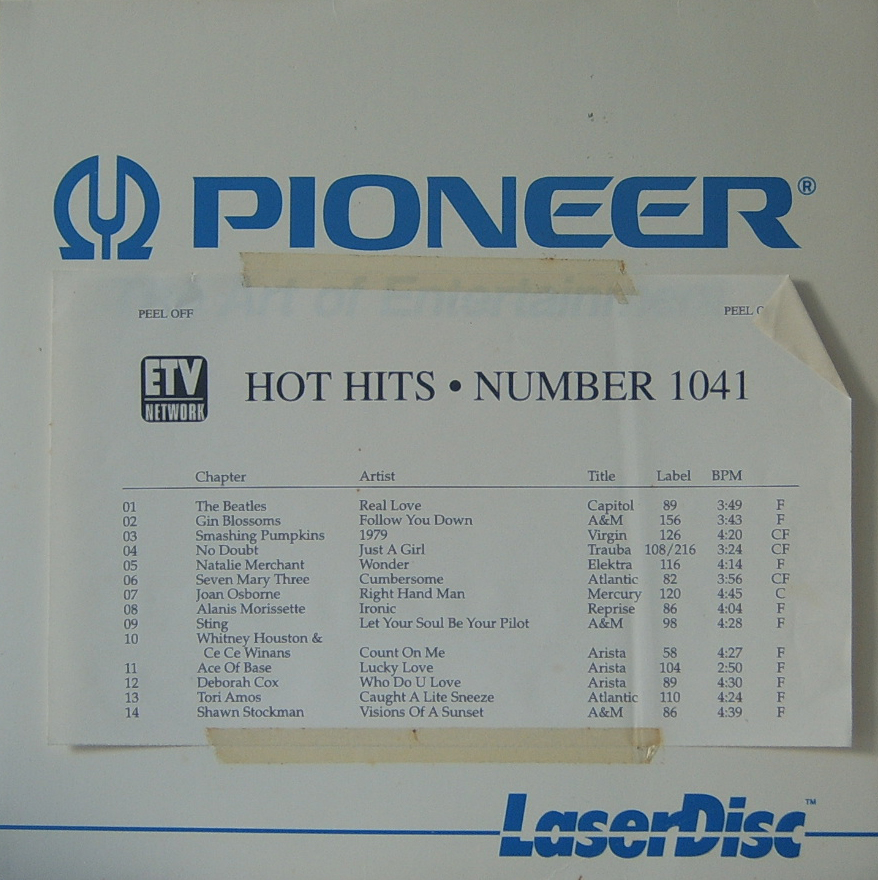 PIONEER®
The Art of Entertainment
PEEL OFF PEEL
ETV
NETWORK
HOT HITS • NUMBER 1041
Chapter Artist Title Label BPM
01 The Beatles Real Love Capitol 89 3:49 F
02 Gin Blossoms Follow You Down A&M 156 3:43 F
03 Smashing Pumpkins 1979 Virgin 126 4:20 CF
04 No Doubt Just A Girl Trauba 108/216 3:24 CF
05 Natalie Merchant Wonder Elektra 116 4:14 F
06 Seven Mary Three Cumbersome Atlantic 82 3:56 CF
07 Joan Osborne Right Hand Man Mercury 120 4:45 C
08 Alanis Morissette Ironic Reprise 86 4:04 F
09 Sting Let Your Soul Be Your Pilot A&M 98 4:28 F
10 Whitney Houston &
Ce Ce Winans Count On Me Arista 58 4:27 F
11 Ace Of Base Lucky Love Arista 104 2:50 F
12 Deborah Cox Who Do U Love Arista 89 4:30 F
13 Tori Amos Caught A Lite Sneeze Atlantic 110 4:24 F
14 Shawn Stockman Visions Of A Sunset A&M 86 4:39 F
LaserDisc™